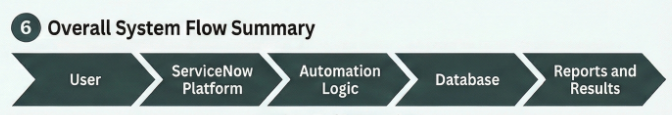 6 Overall System Flow Summary
User
ServiceNow
Platform
Automation
Logic
Database
Reports and
Results